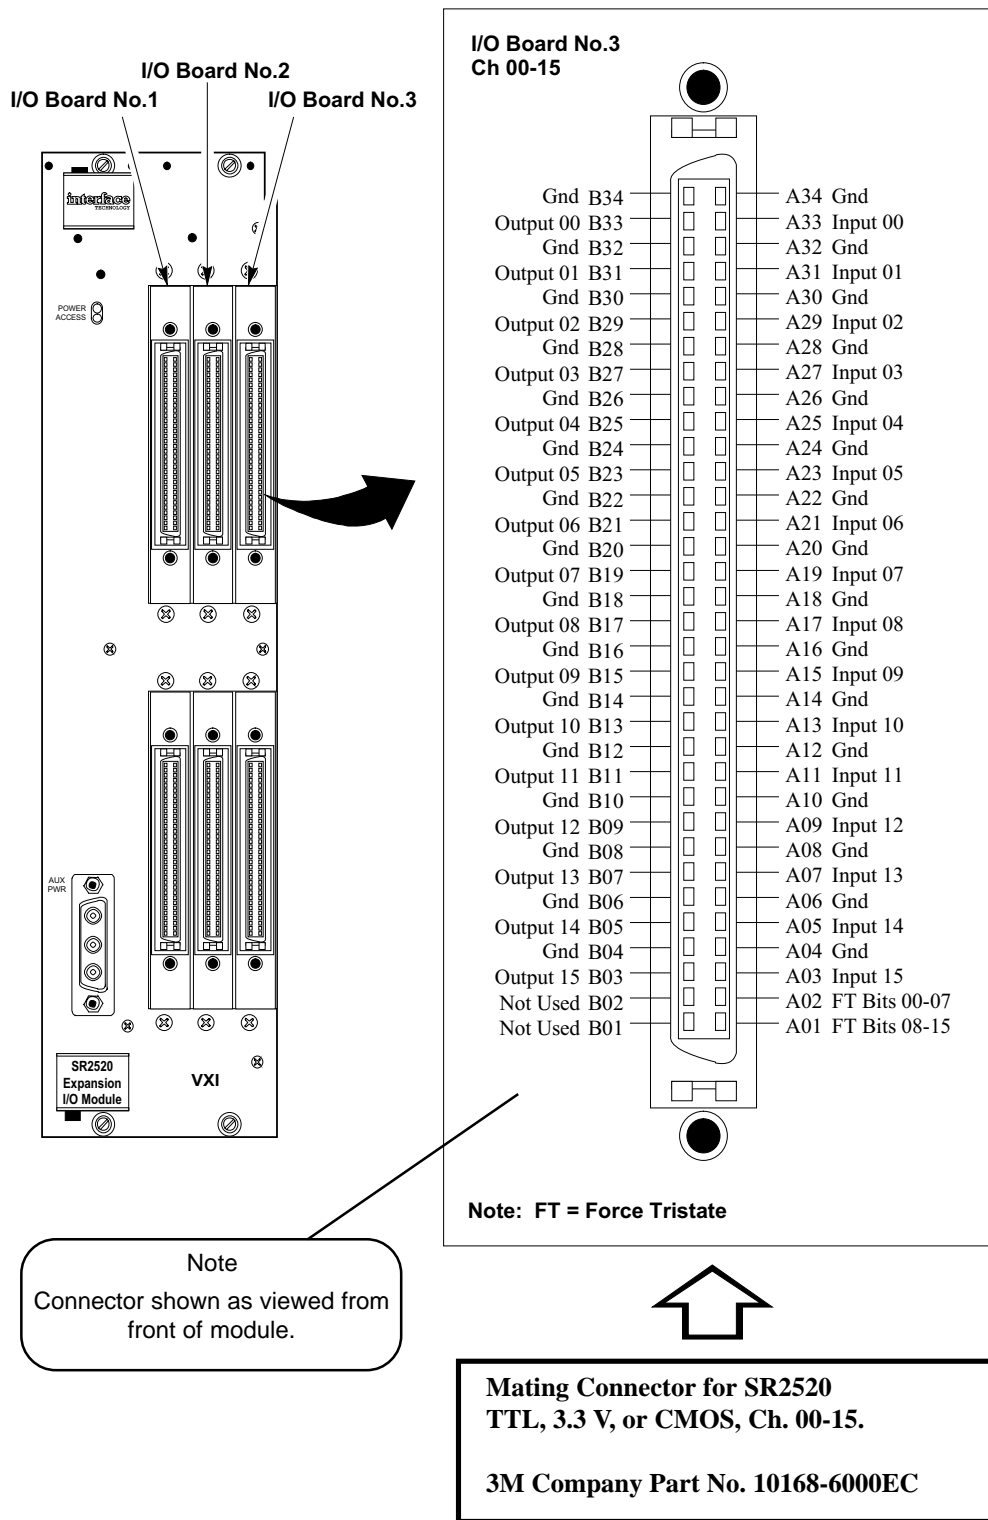 I/O Board No.2
I/O Board No.1
I/O Board No.3
interface
TECHNOLOGY
POWER
ACCESS
AUX
PWR
SR2520
Expansion
I/O Module
VXI
Note
Connector shown as viewed from
front of module.
I/O Board No.3
Ch 00-15
Gnd B34 A34 Gnd
Output 00 B33 A33 Input 00
Gnd B32 A32 Gnd
Output 01 B31 A31 Input 01
Gnd B30 A30 Gnd
Output 02 B29 A29 Input 02
Gnd B28 A28 Gnd
Output 03 B27 A27 Input 03
Gnd B26 A26 Gnd
Output 04 B25 A25 Input 04
Gnd B24 A24 Gnd
Output 05 B23 A23 Input 05
Gnd B22 A22 Gnd
Output 06 B21 A21 Input 06
Gnd B20 A20 Gnd
Output 07 B19 A19 Input 07
Gnd B18 A18 Gnd
Output 08 B17 A17 Input 08
Gnd B16 A16 Gnd
Output 09 B15 A15 Input 09
Gnd B14 A14 Gnd
Output 10 B13 A13 Input 10
Gnd B12 A12 Gnd
Output 11 B11 A11 Input 11
Gnd B10 A10 Gnd
Output 12 B09 A09 Input 12
Gnd B08 A08 Gnd
Output 13 B07 A07 Input 13
Gnd B06 A06 Gnd
Output 14 B05 A05 Input 14
Gnd B04 A04 Gnd
Output 15 B03 A03 Input 15
Not Used B02 A02 FT Bits 00-07
Not Used B01 A01 FT Bits 08-15
Note: FT = Force Tristate
Mating Connector for SR2520
TTL, 3.3 V, or CMOS, Ch. 00-15.
3M Company Part No. 10168-6000EC